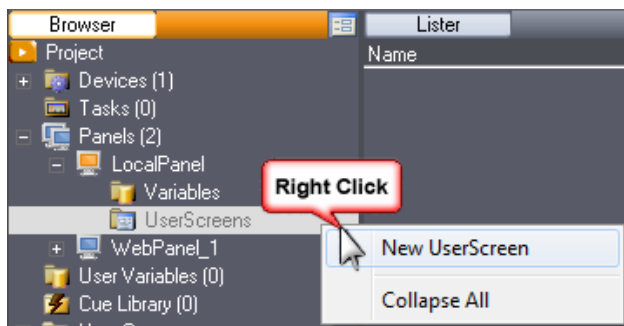 Browser
Lister
Project
Name
Devices (1)
Tasks (0)
Panels (2)
LocalPanel
Variables
Right Click
UserScreens
WebPanel_1
New UserScreen
User Variables (0)
Cue Library (0)
Collapse All